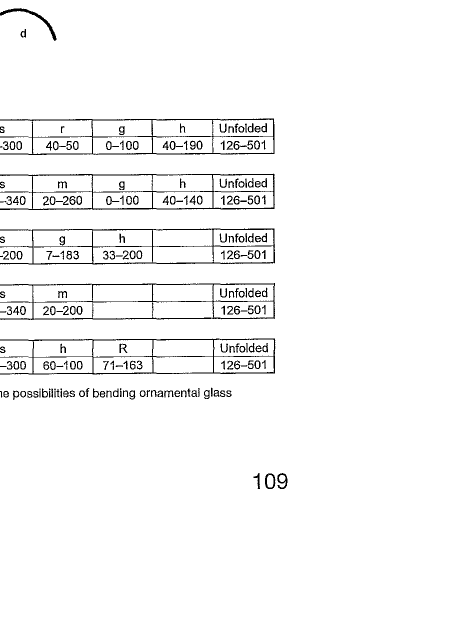 d
s r g h Unfolded
–300 40–50 0–100 40–190 126–501
s m g h Unfolded
–340 20–260 0–100 40–140 126–501
s g h Unfolded
–200 7–183 33–200 126–501
s m Unfolded
–340 20–200 126–501
s h R Unfolded
–300 60–100 71–163 126–501
he possibilities of bending ornamental glass
109